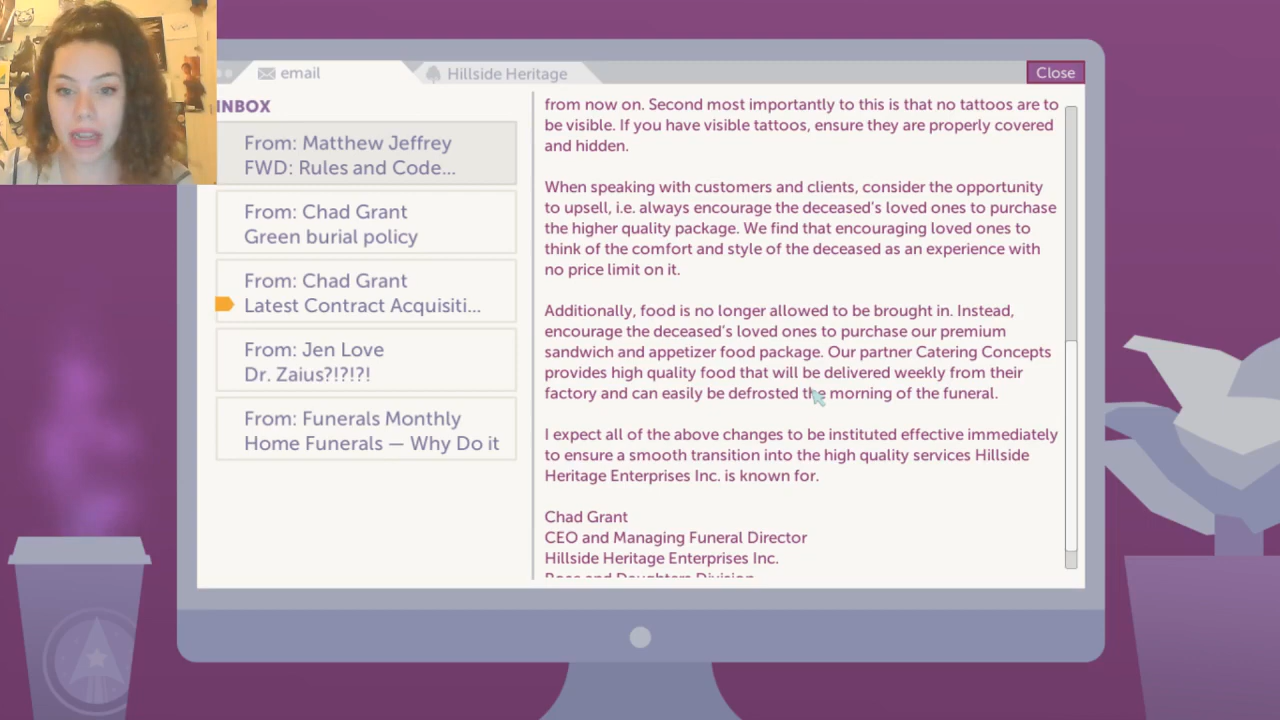 email
Hillside Heritage
Close
INBOX
From: Matthew Jeffrey
FWD: Rules and Code...
From: Chad Grant
Green burial policy
From: Chad Grant
Latest Contract Acquisiti...
From: Jen Love
Dr. Zaius?!?!?!
From: Funerals Monthly
Home Funerals — Why Do it
from now on. Second most importantly to this is that no tattoos are to
be visible. If you have visible tattoos, ensure they are properly covered
and hidden.
When speaking with customers and clients, consider the opportunity
to upsell, i.e. always encourage the deceased's loved ones to purchase
the higher quality package. We find that encouraging loved ones to
think of the comfort and style of the deceased as an experience with
no price limit on it.
Additionally, food is no longer allowed to be brought in. Instead,
encourage the deceased's loved ones to purchase our premium
sandwich and appetizer food package. Our partner Catering Concepts
provides high quality food that will be delivered weekly from their
factory and can easily be defrosted the morning of the funeral.
I expect all of the above changes to be instituted effective immediately
to ensure a smooth transition into the high quality services Hillside
Heritage Enterprises Inc. is known for.
Chad Grant
CEO and Managing Funeral Director
Hillside Heritage Enterprises Inc.
Rose and Daughters Division